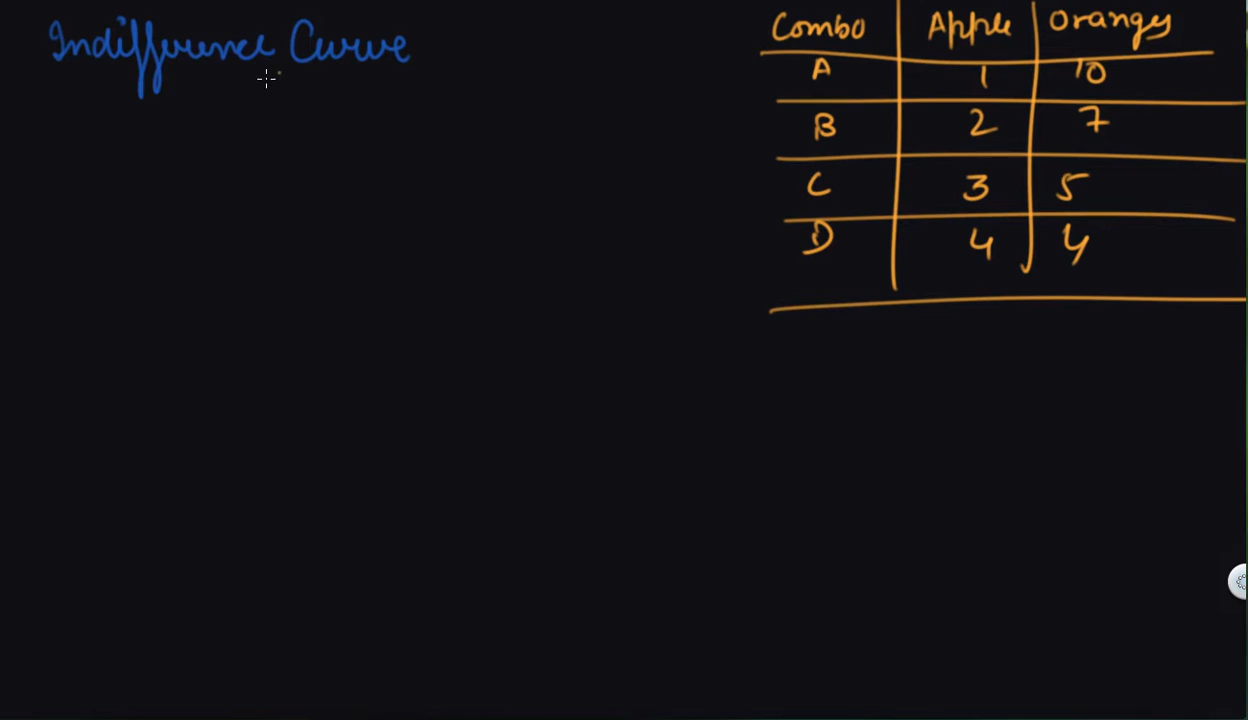 Indifference Curve
Combo Apple Oranges
A 1 10
B 2 7
C 3 5
D 4 4